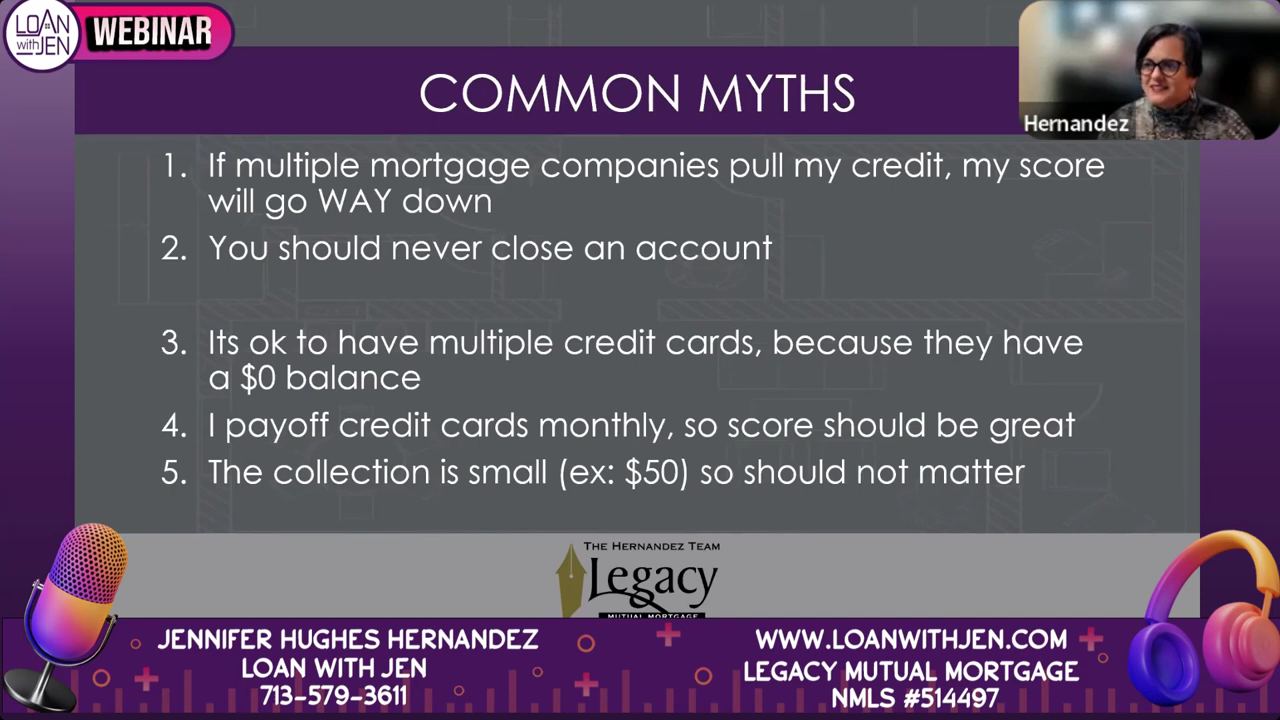 LOAN
with JEN
WEBINAR
COMMON MYTHS
Hernandez
1. If multiple mortgage companies pull my credit, my score
will go WAY down
2. You should never close an account
3. Its ok to have multiple credit cards, because they have
a $0 balance
4. I payoff credit cards monthly, so score should be great
5. The collection is small (ex: $50) so should not matter
THE HERNANDEZ TEAM
Legacy
MUTUAL MORTGAGE
JENNIFER HUGHES HERNANDEZ
LOAN WITH JEN
713-579-3611
WWW.LOANWITHJEN.COM
LEGACY MUTUAL MORTGAGE
NMLS #514497